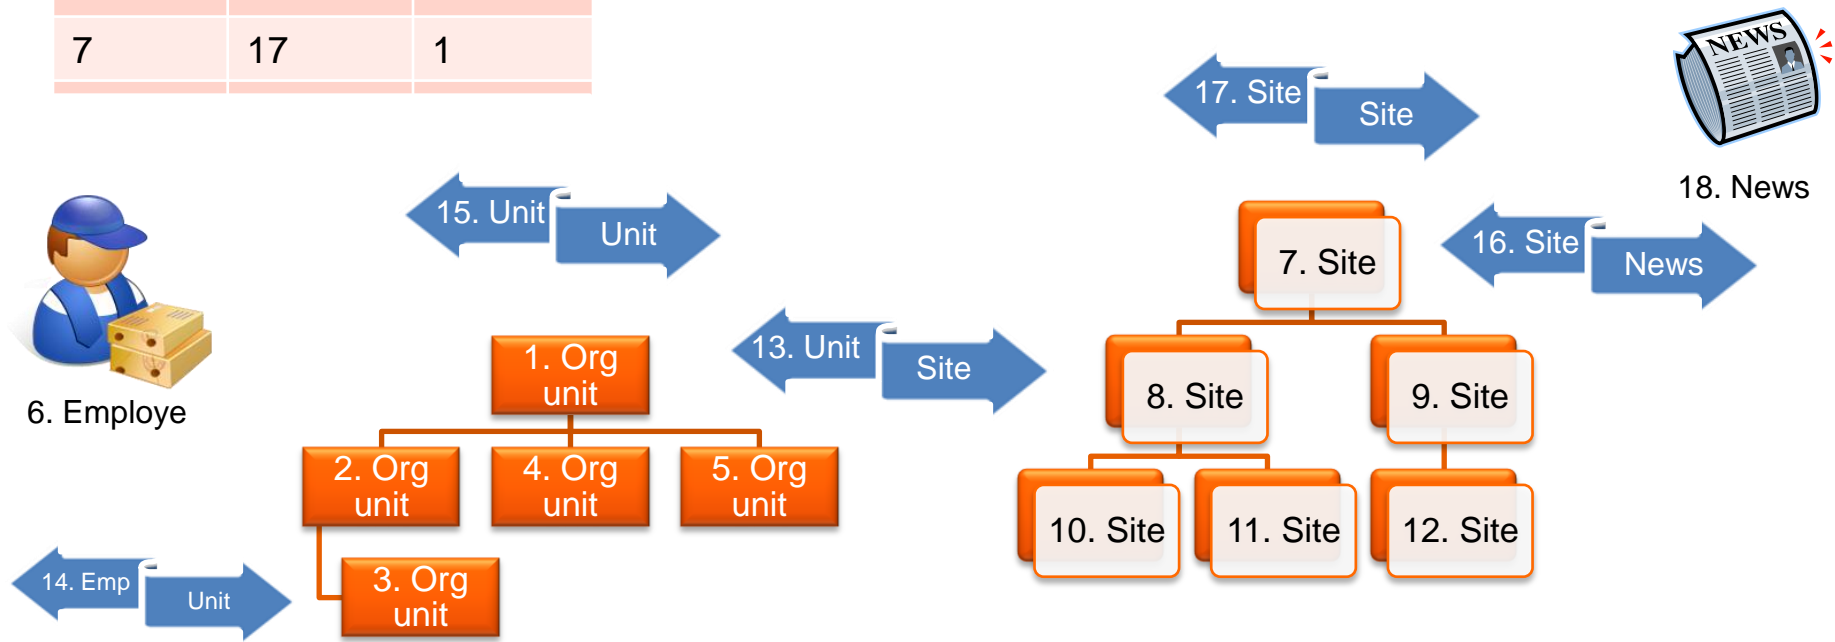 7 17 1
NEWS
17. Site
Site
18. News
15. Unit
Unit
7. Site
16. Site
News
13. Unit
Site
1. Org
unit
8. Site
9. Site
6. Employe
2. Org
unit
4. Org
unit
5. Org
unit
10. Site
11. Site
12. Site
14. Emp
Unit
3. Org
unit